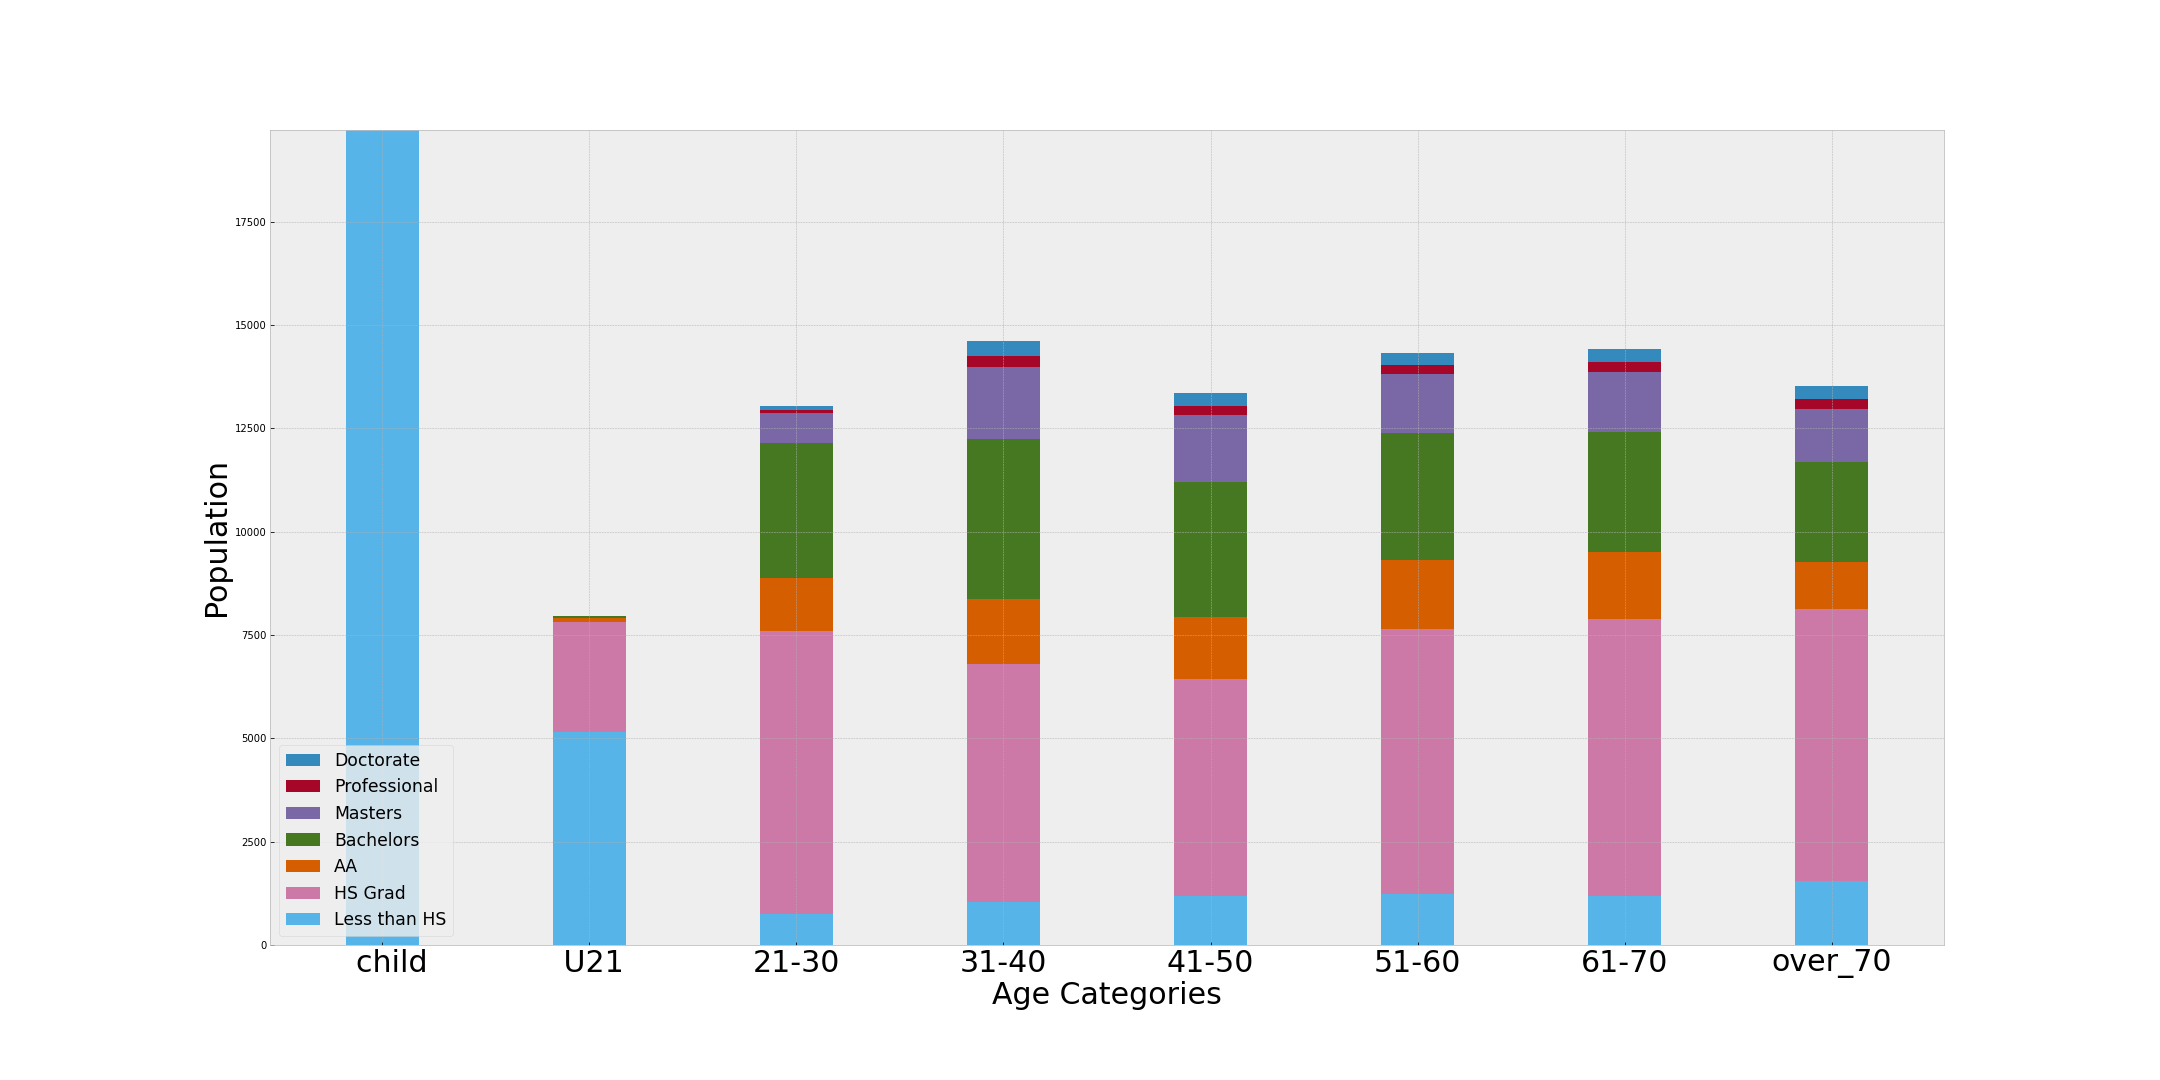 17500
15000
12500
10000
7500
5000
2500
0
Population
Doctorate
Professional
Masters
Bachelors
AA
HS Grad
Less than HS
child U21 21-30 31-40 41-50 51-60 61-70 over_70
Age Categories